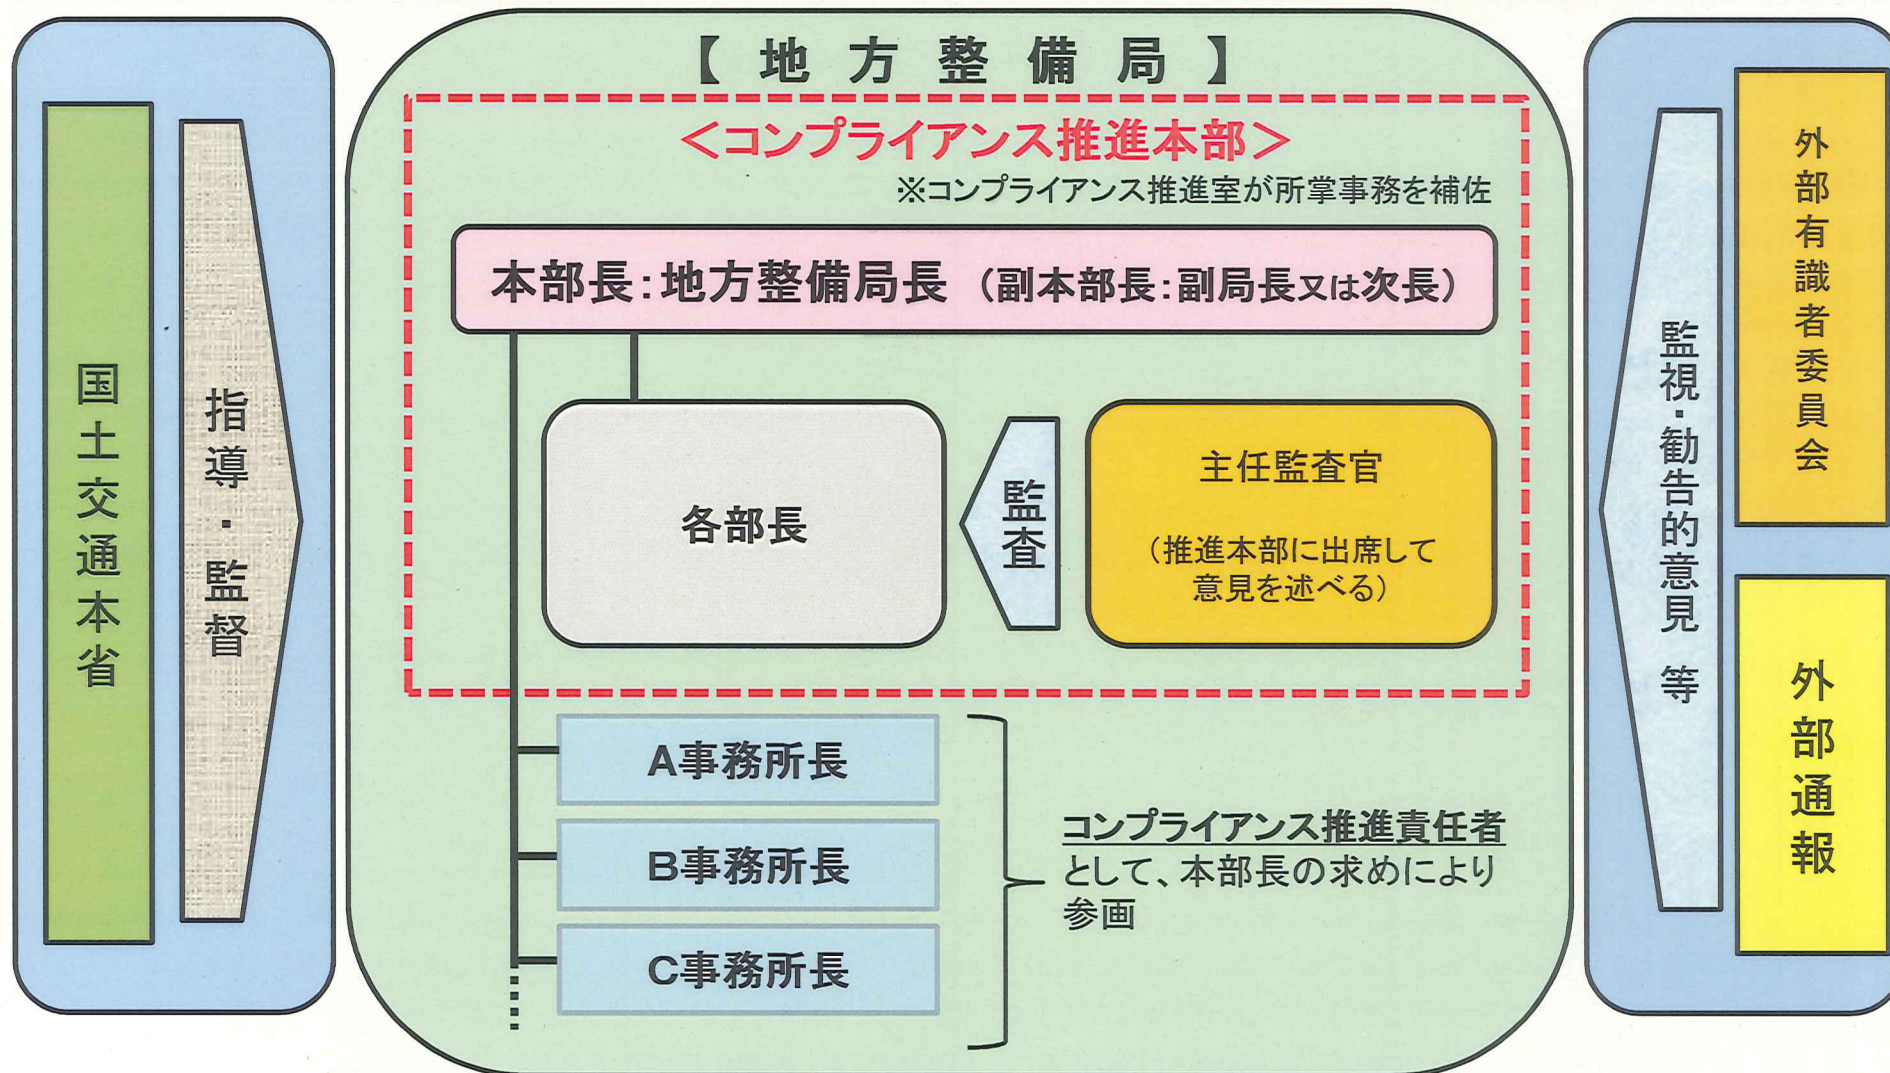 国土交通本省
指導・監督
【地方整備局】
＜コンプライアンス推進本部＞
※コンプライアンス推進室が所掌事務を補佐
本部長：地方整備局長 （副本部長：副局長又は次長）
各部長
監査
主任監査官
（推進本部に出席して
意見を述べる）
A事務所長
B事務所長
C事務所長
コンプライアンス推進責任者
として、本部長の求めにより
参画
監視・勧告的意見 等
外部有識者委員会
外部通報